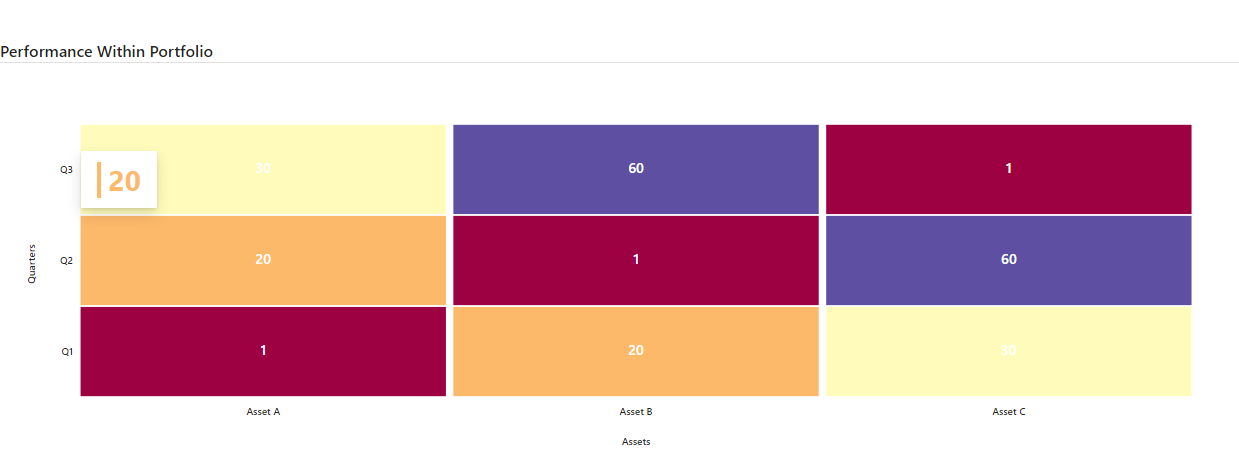 Performance Within Portfolio
Q3
30
60
1
20
Q2
20
1
60
Quarters
Q1
1
20
30
Asset A
Asset B
Asset C
Assets